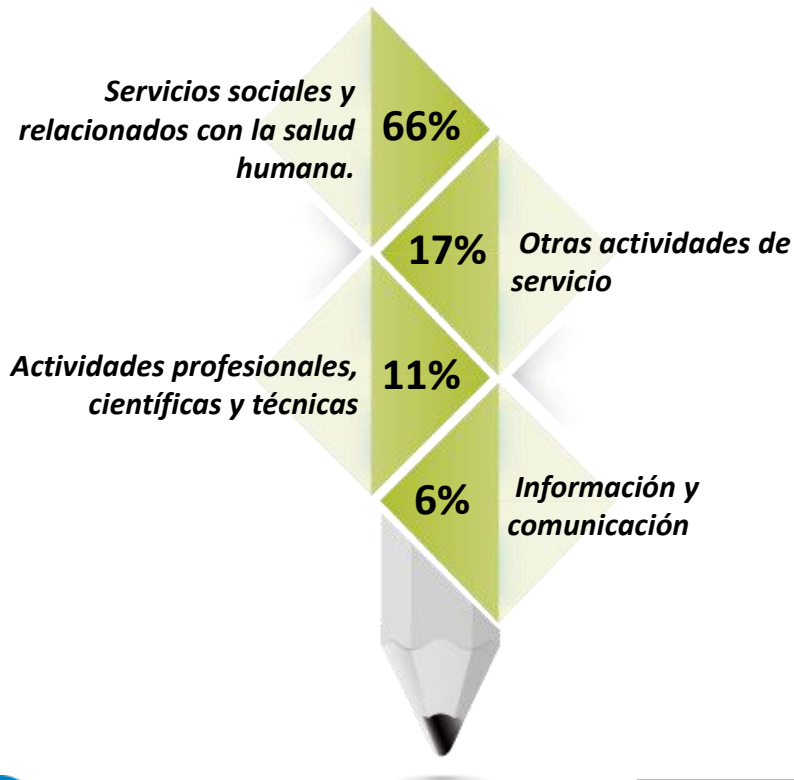 Servicios sociales y
relacionados con la salud
humana.
66%
17%
Otras actividades de
servicio
Actividades profesionales,
científicas y técnicas
11%
6%
Información y
comunicación